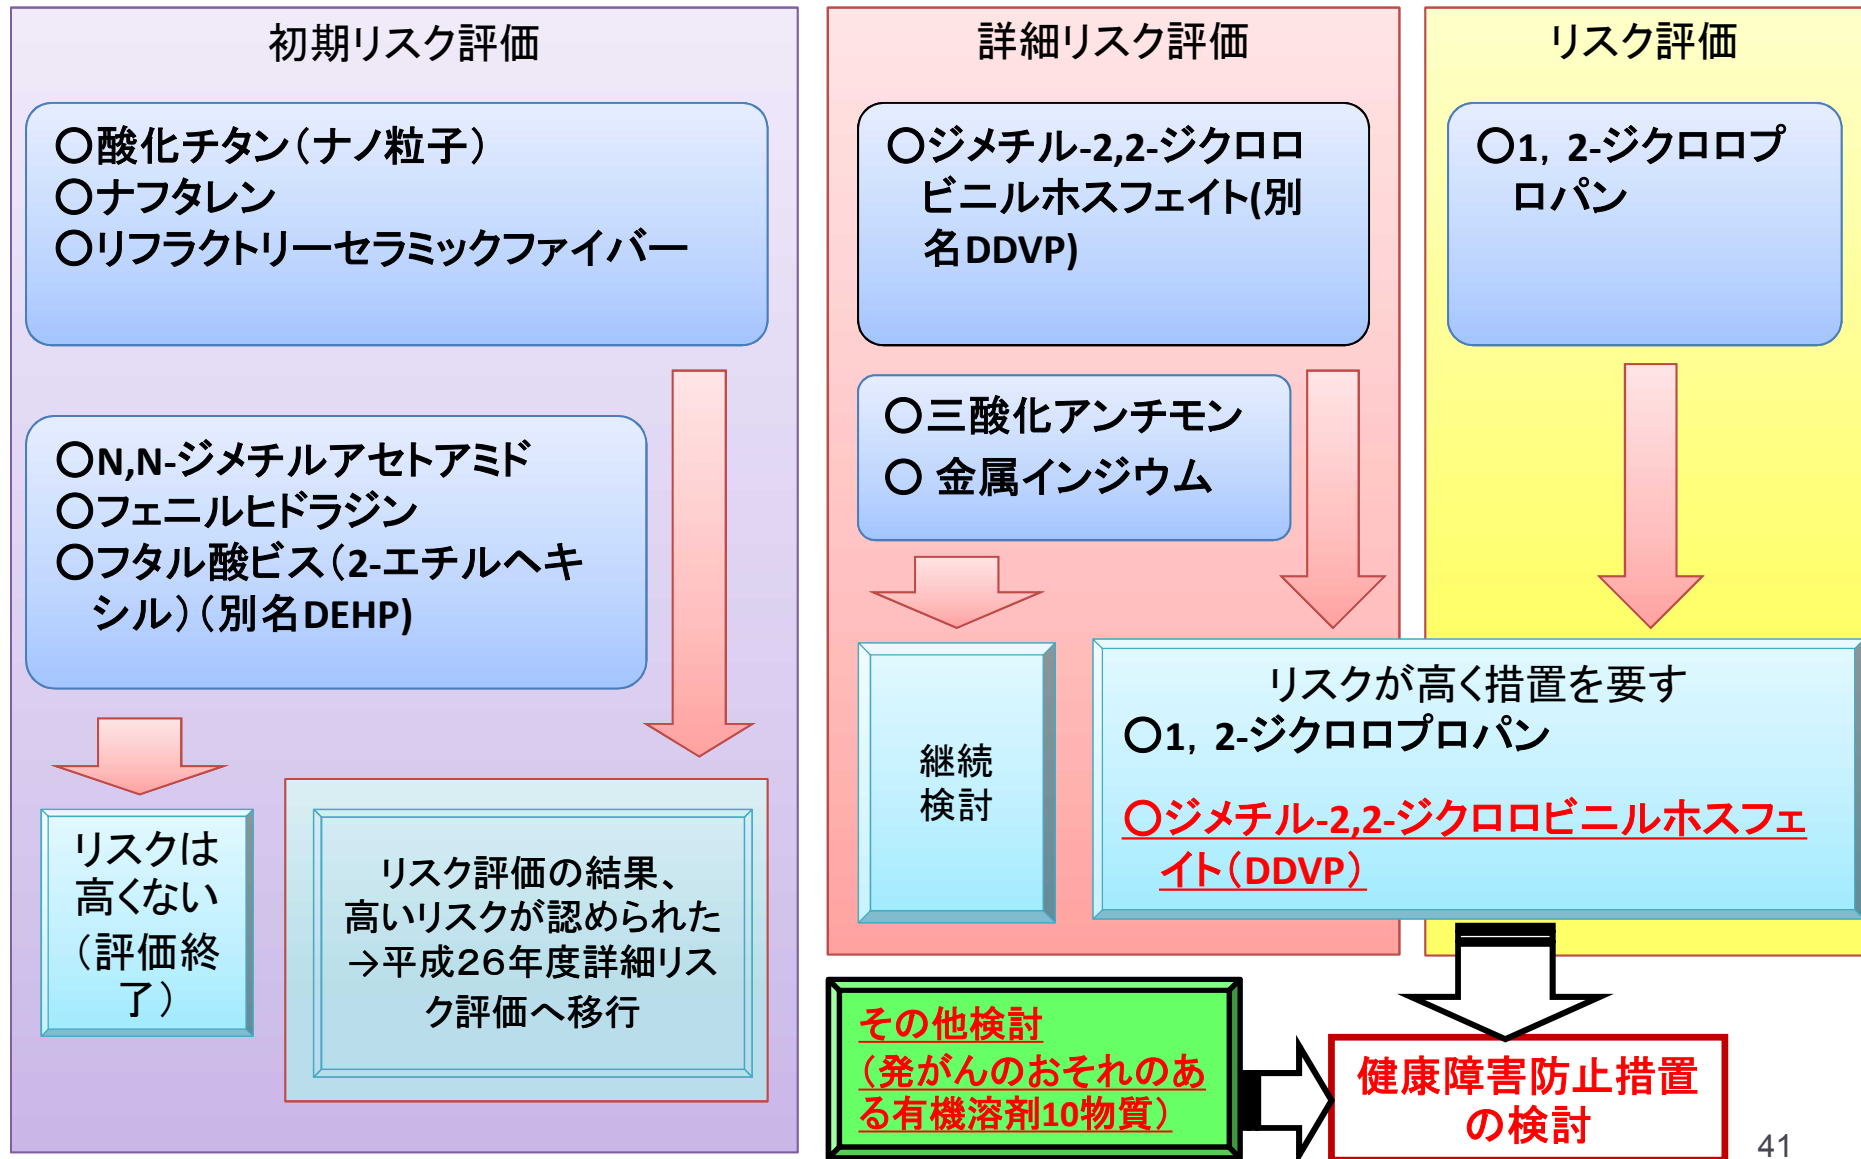 初期リスク評価
○酸化チタン（ナノ粒子）
○ナフタレン
○リフラクトリーセラミックファイバー
○N,N-ジメチルアセトアミド
○フェニルヒドラジン
○フタル酸ビス（2-エチルヘキ
シル）（別名DEHP)
リスクは
高くない
（評価終
了）
リスク評価の結果、
高いリスクが認められた
→平成２６年度詳細リス
ク評価へ移行
詳細リスク評価
○ジメチル-2,2-ジクロロ
ビニルホスフェイト(別
名DDVP)
○三酸化アンチモン
○ 金属インジウム
継続
検討
リスク評価
○1，2-ジクロロプ
ロパン
リスクが高く措置を要す
○1，2-ジクロロプロパン
○ジメチル-2,2-ジクロロビニルホスフェ
イト（DDVP）
その他検討
（発がんのおそれのあ
る有機溶剤10物質）
健康障害防止措置
の検討
41